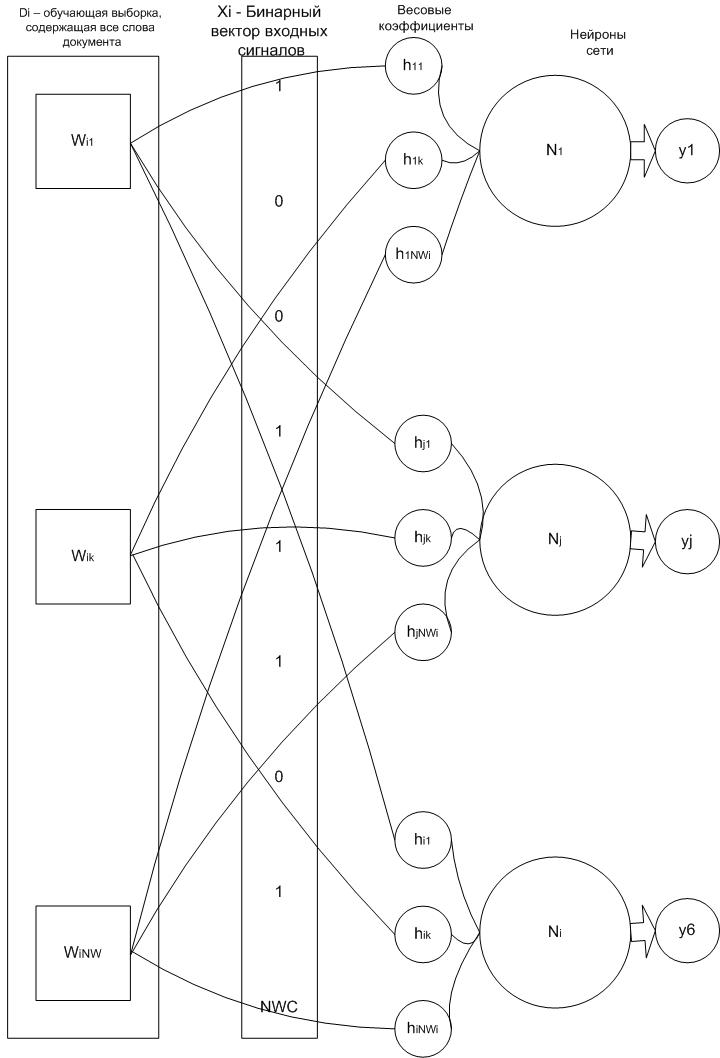 Di – обучающая выборка,
содержащая все слова
документа
Xi - Бинарный
вектор входных
сигналов
Весовые
коэффициенты
Нейроны
сети
Wi1
Wik
WiNW
1
0
0
1
1
1
0
1
NWC
h11
h1k
h1NWi
hj1
hjk
hjNWi
hi1
hik
hiNWi
N1
Nj
Ni
y1
yj
y6